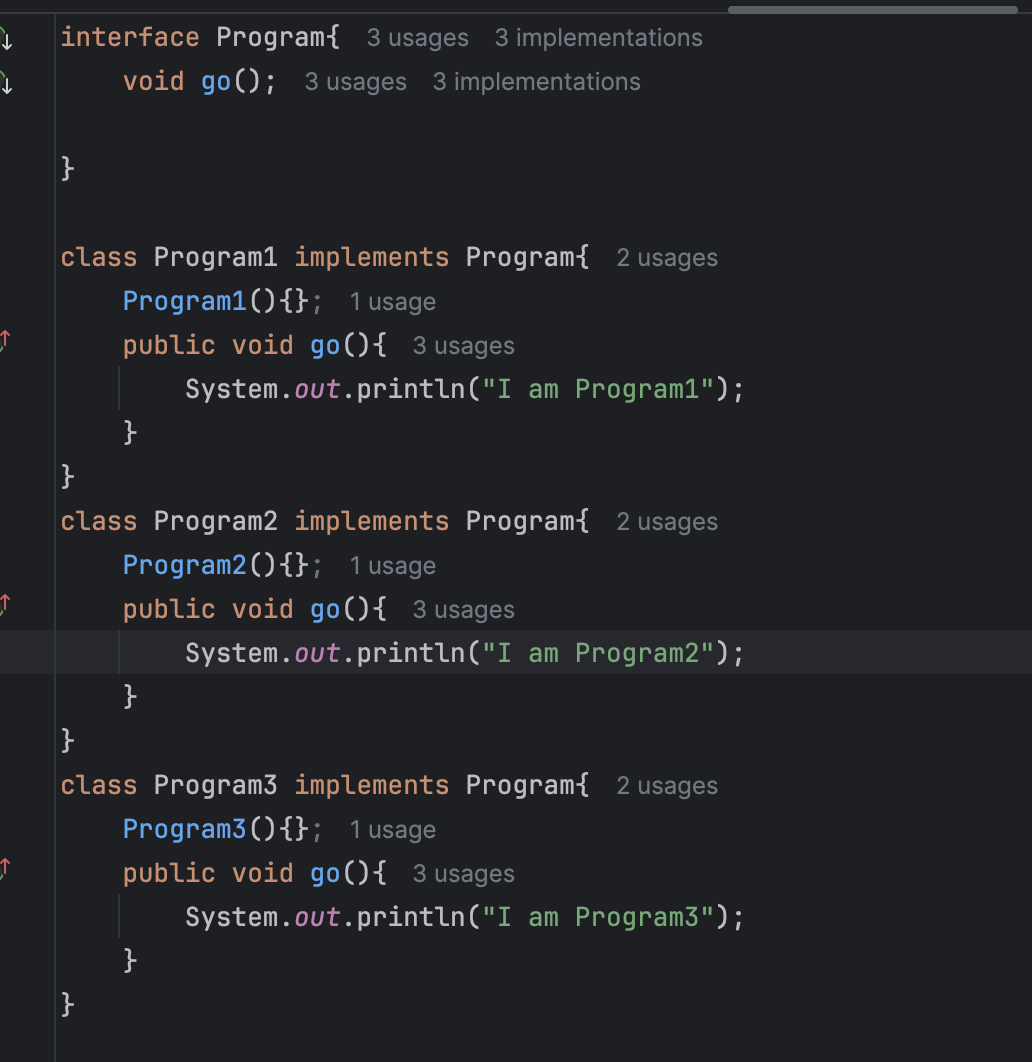 interface Program{ 3 usages 3 implementations
void go(); 3 usages 3 implementations
}
class Program1 implements Program{ 2 usages
Program1(){}; 1 usage
public void go(){ 3 usages
System.out.println("I am Program1");
}
}
class Program2 implements Program{ 2 usages
Program2(){}; 1 usage
public void go(){ 3 usages
System.out.println("I am Program2");
}
}
class Program3 implements Program{ 2 usages
Program3(){}; 1 usage
public void go(){ 3 usages
System.out.println("I am Program3");
}
}